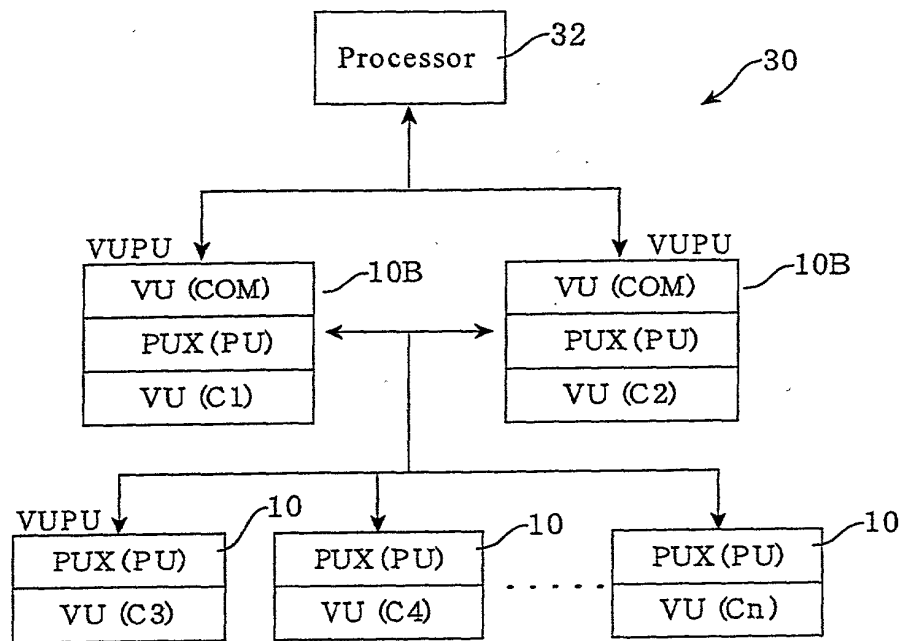 Processor
32
30
VUPU
VUPU
10B
10B
VU (COM)
PUX (PU)
VU (C1)
VU (COM)
PUX (PU)
VU (C2)
VUPU
10
10
10
PUX (PU)
VU (C3)
PUX (PU)
VU (C4)
......
PUX (PU)
VU (Cn)